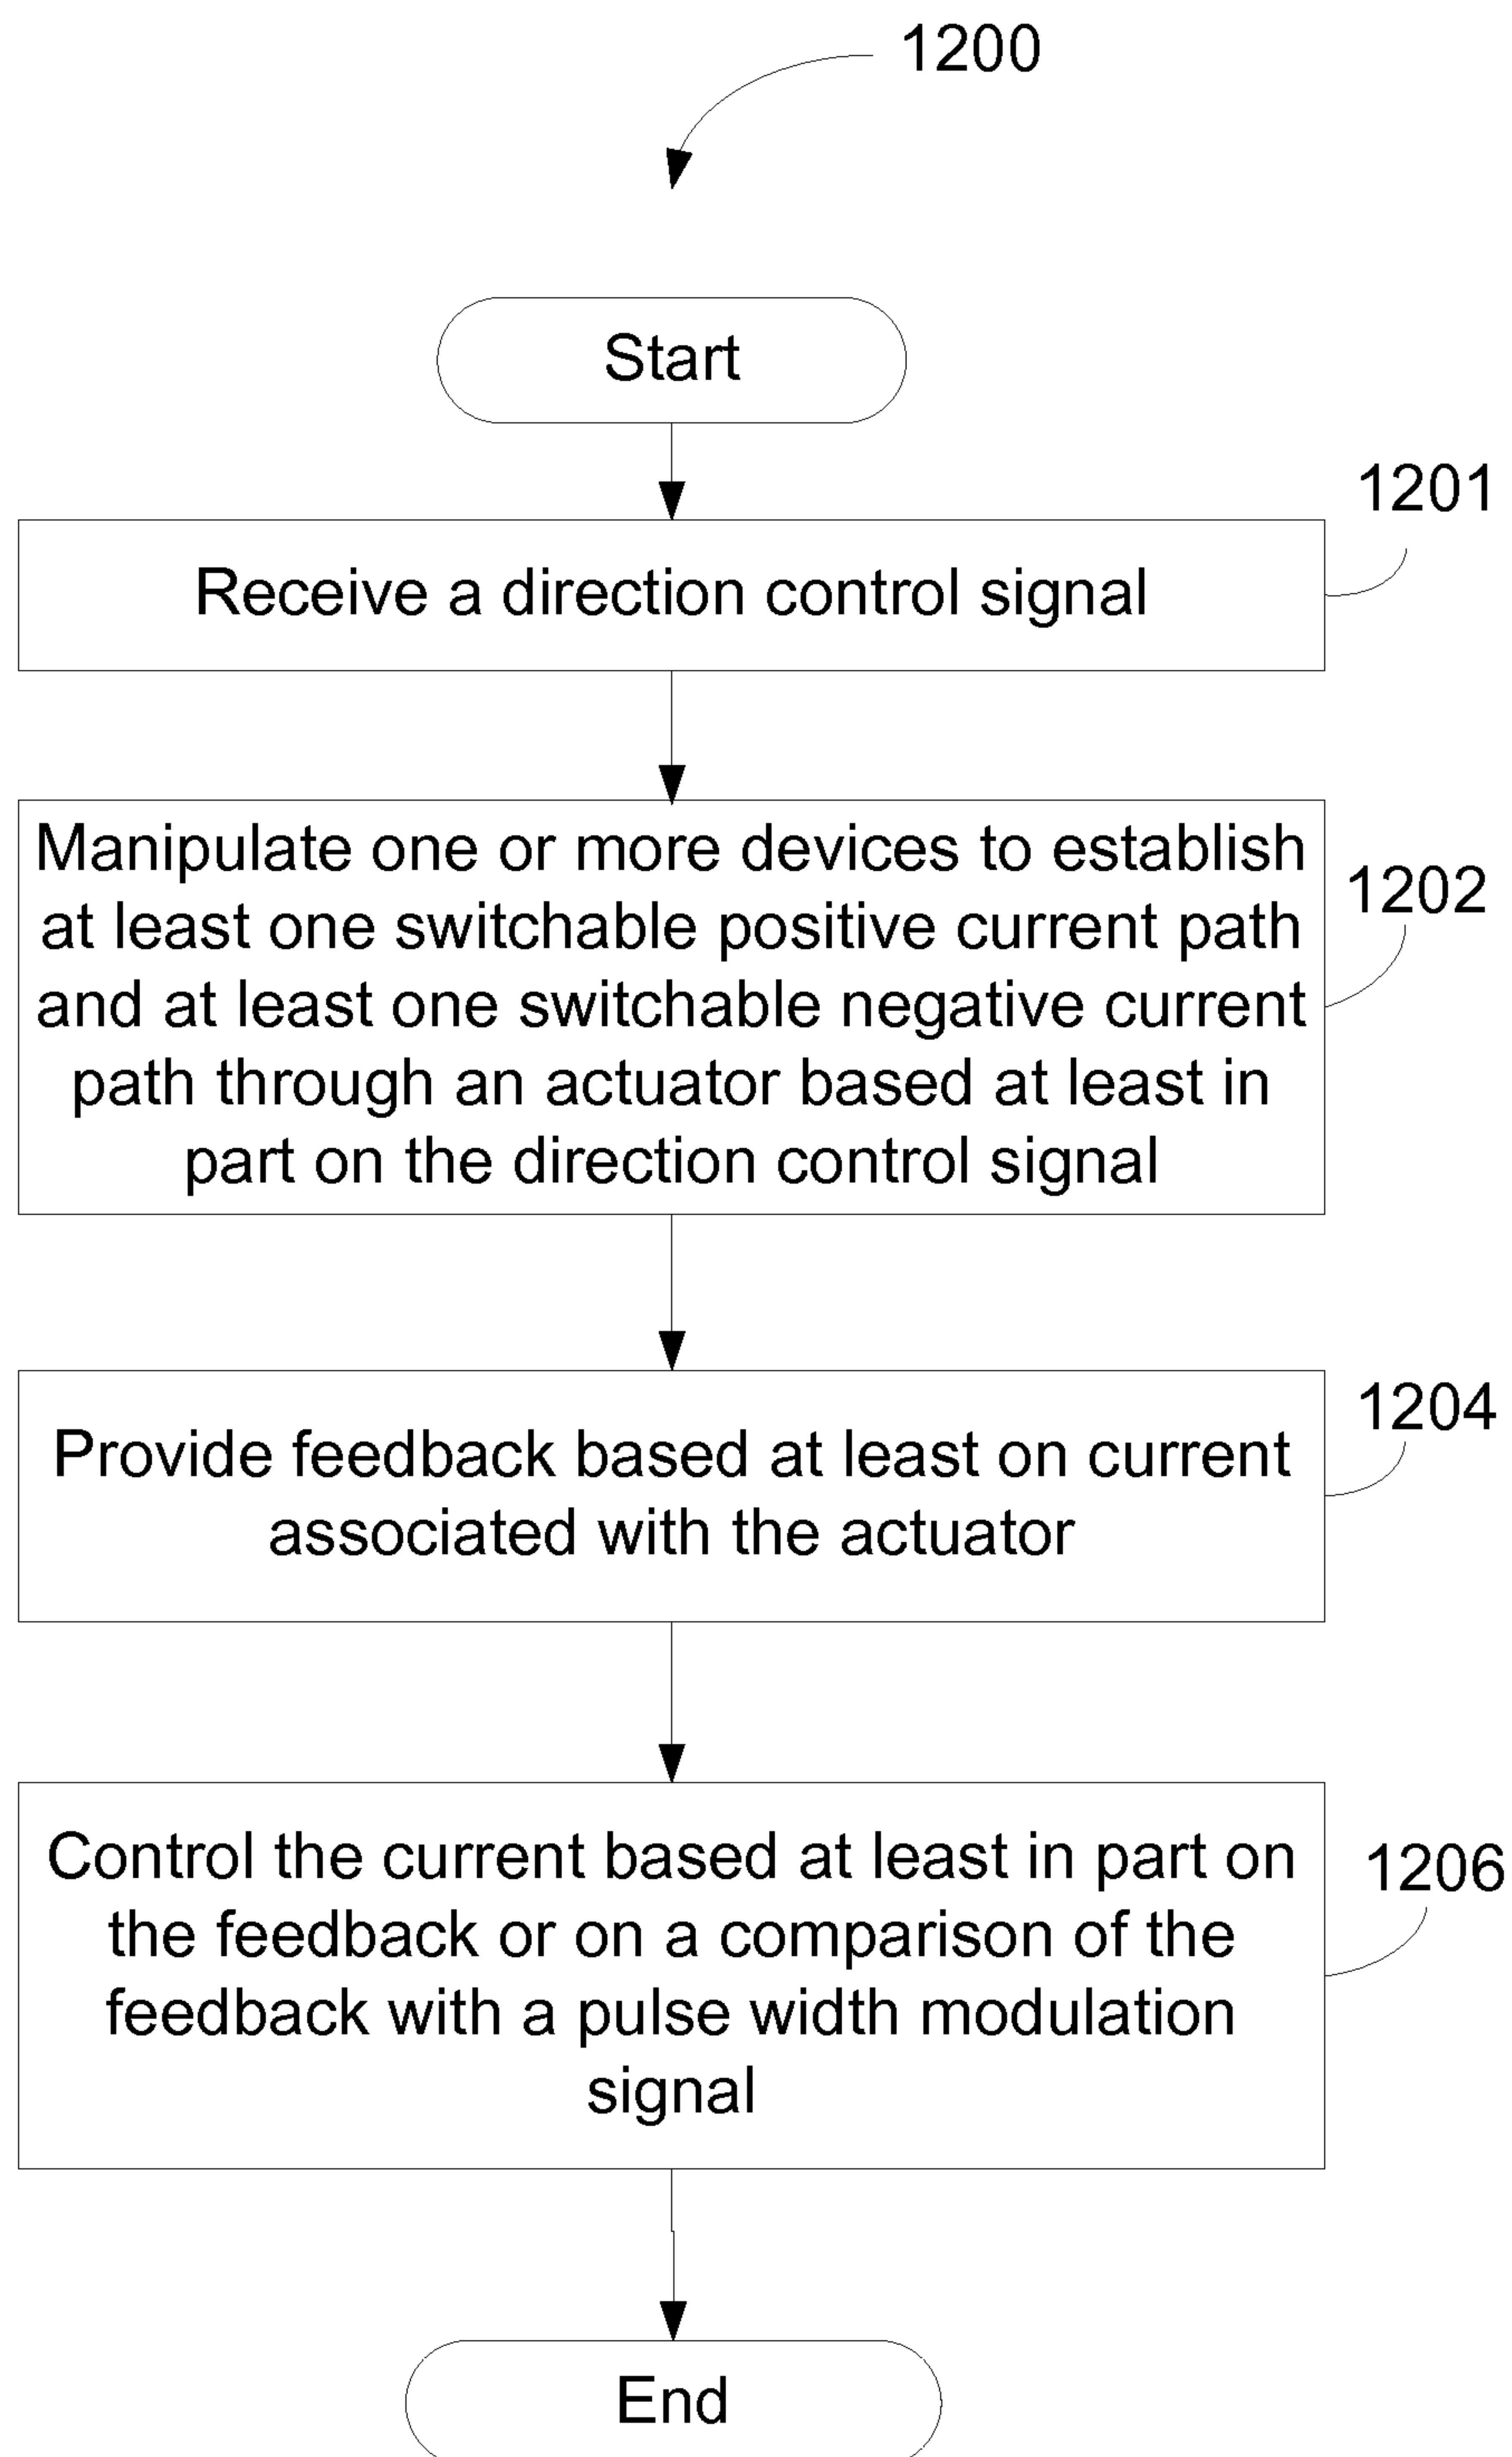 1200
Start
1201
Receive a direction control signal
Manipulate one or more devices to establish
at least one switchable positive current path
and at least one switchable negative current
path through an actuator based at least in
part on the direction control signal
1202
1204
Provide feedback based at least on current
associated with the actuator
Control the current based at least in part on
the feedback or on a comparison of the
feedback with a pulse width modulation
signal
1206
End